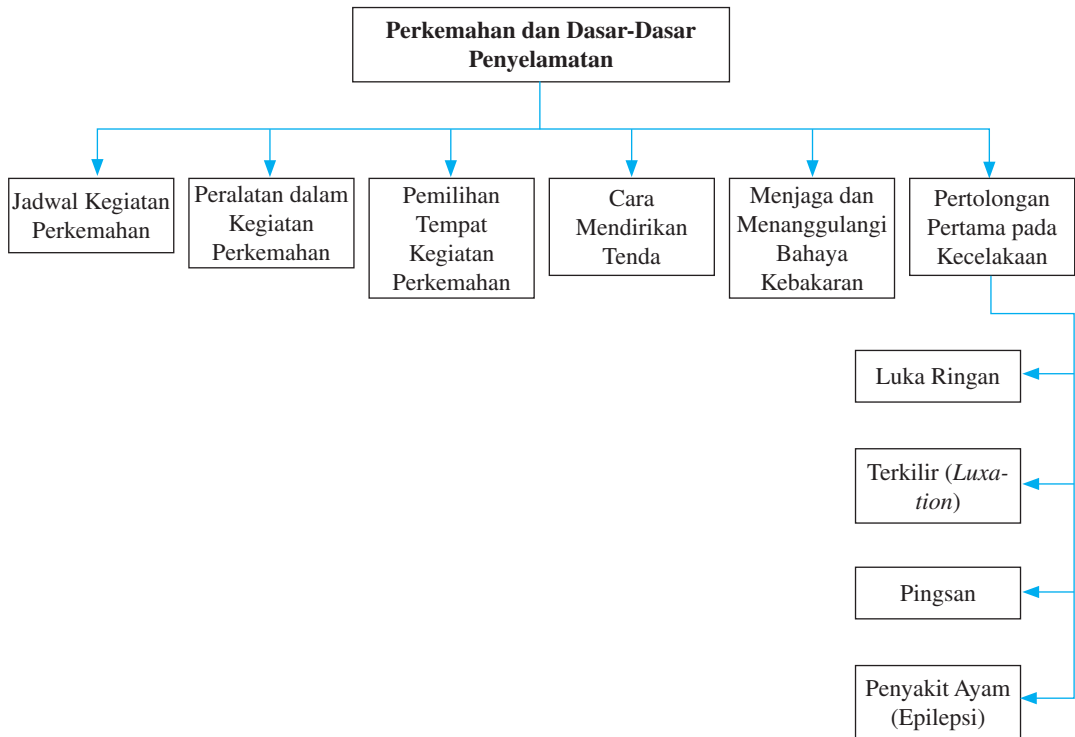 Perkemahan dan Dasar-Dasar
Penyelamatan
Jadwal Kegiatan
Perkemahan
Peralatan dalam
Kegiatan
Perkemahan
Pemilihan
Tempat
Kegiatan
Perkemahan
Cara
Mendirikan
Tenda
Menjaga dan
Menanggulangi
Bahaya
Kebakaran
Pertolongan
Pertama pada
Kecelakaan
Luka Ringan
Terkilir (Luxa-
tion)
Pingsan
Penyakit Ayam
(Epilepsi)